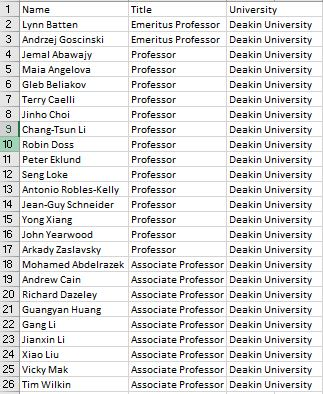 1 Name Title University
2 Lynn Batten Emeritus Professor Deakin University
3 Andrzej Goscinski Emeritus Professor Deakin University
4 Jemal Abawajy Professor Deakin University
5 Maia Angelova Professor Deakin University
6 Gleb Beliakov Professor Deakin University
7 Terry Caelli Professor Deakin University
8 Jinho Choi Professor Deakin University
9 Chang-Tsun Li Professor Deakin University
10 Robin Doss Professor Deakin University
11 Peter Eklund Professor Deakin University
12 Seng Loke Professor Deakin University
13 Antonio Robles-Kelly Professor Deakin University
14 Jean-Guy Schneider Professor Deakin University
15 Yong Xiang Professor Deakin University
16 John Yearwood Professor Deakin University
17 Arkady Zaslavsky Professor Deakin University
18 Mohamed Abdelrazek Associate Professor Deakin University
19 Andrew Cain Associate Professor Deakin University
20 Richard Dazeley Associate Professor Deakin University
21 Guangyan Huang Associate Professor Deakin University
22 Gang Li Associate Professor Deakin University
23 Jianxin Li Associate Professor Deakin University
24 Xiao Liu Associate Professor Deakin University
25 Vicky Mak Associate Professor Deakin University
26 Tim Wilkin Associate Professor Deakin University